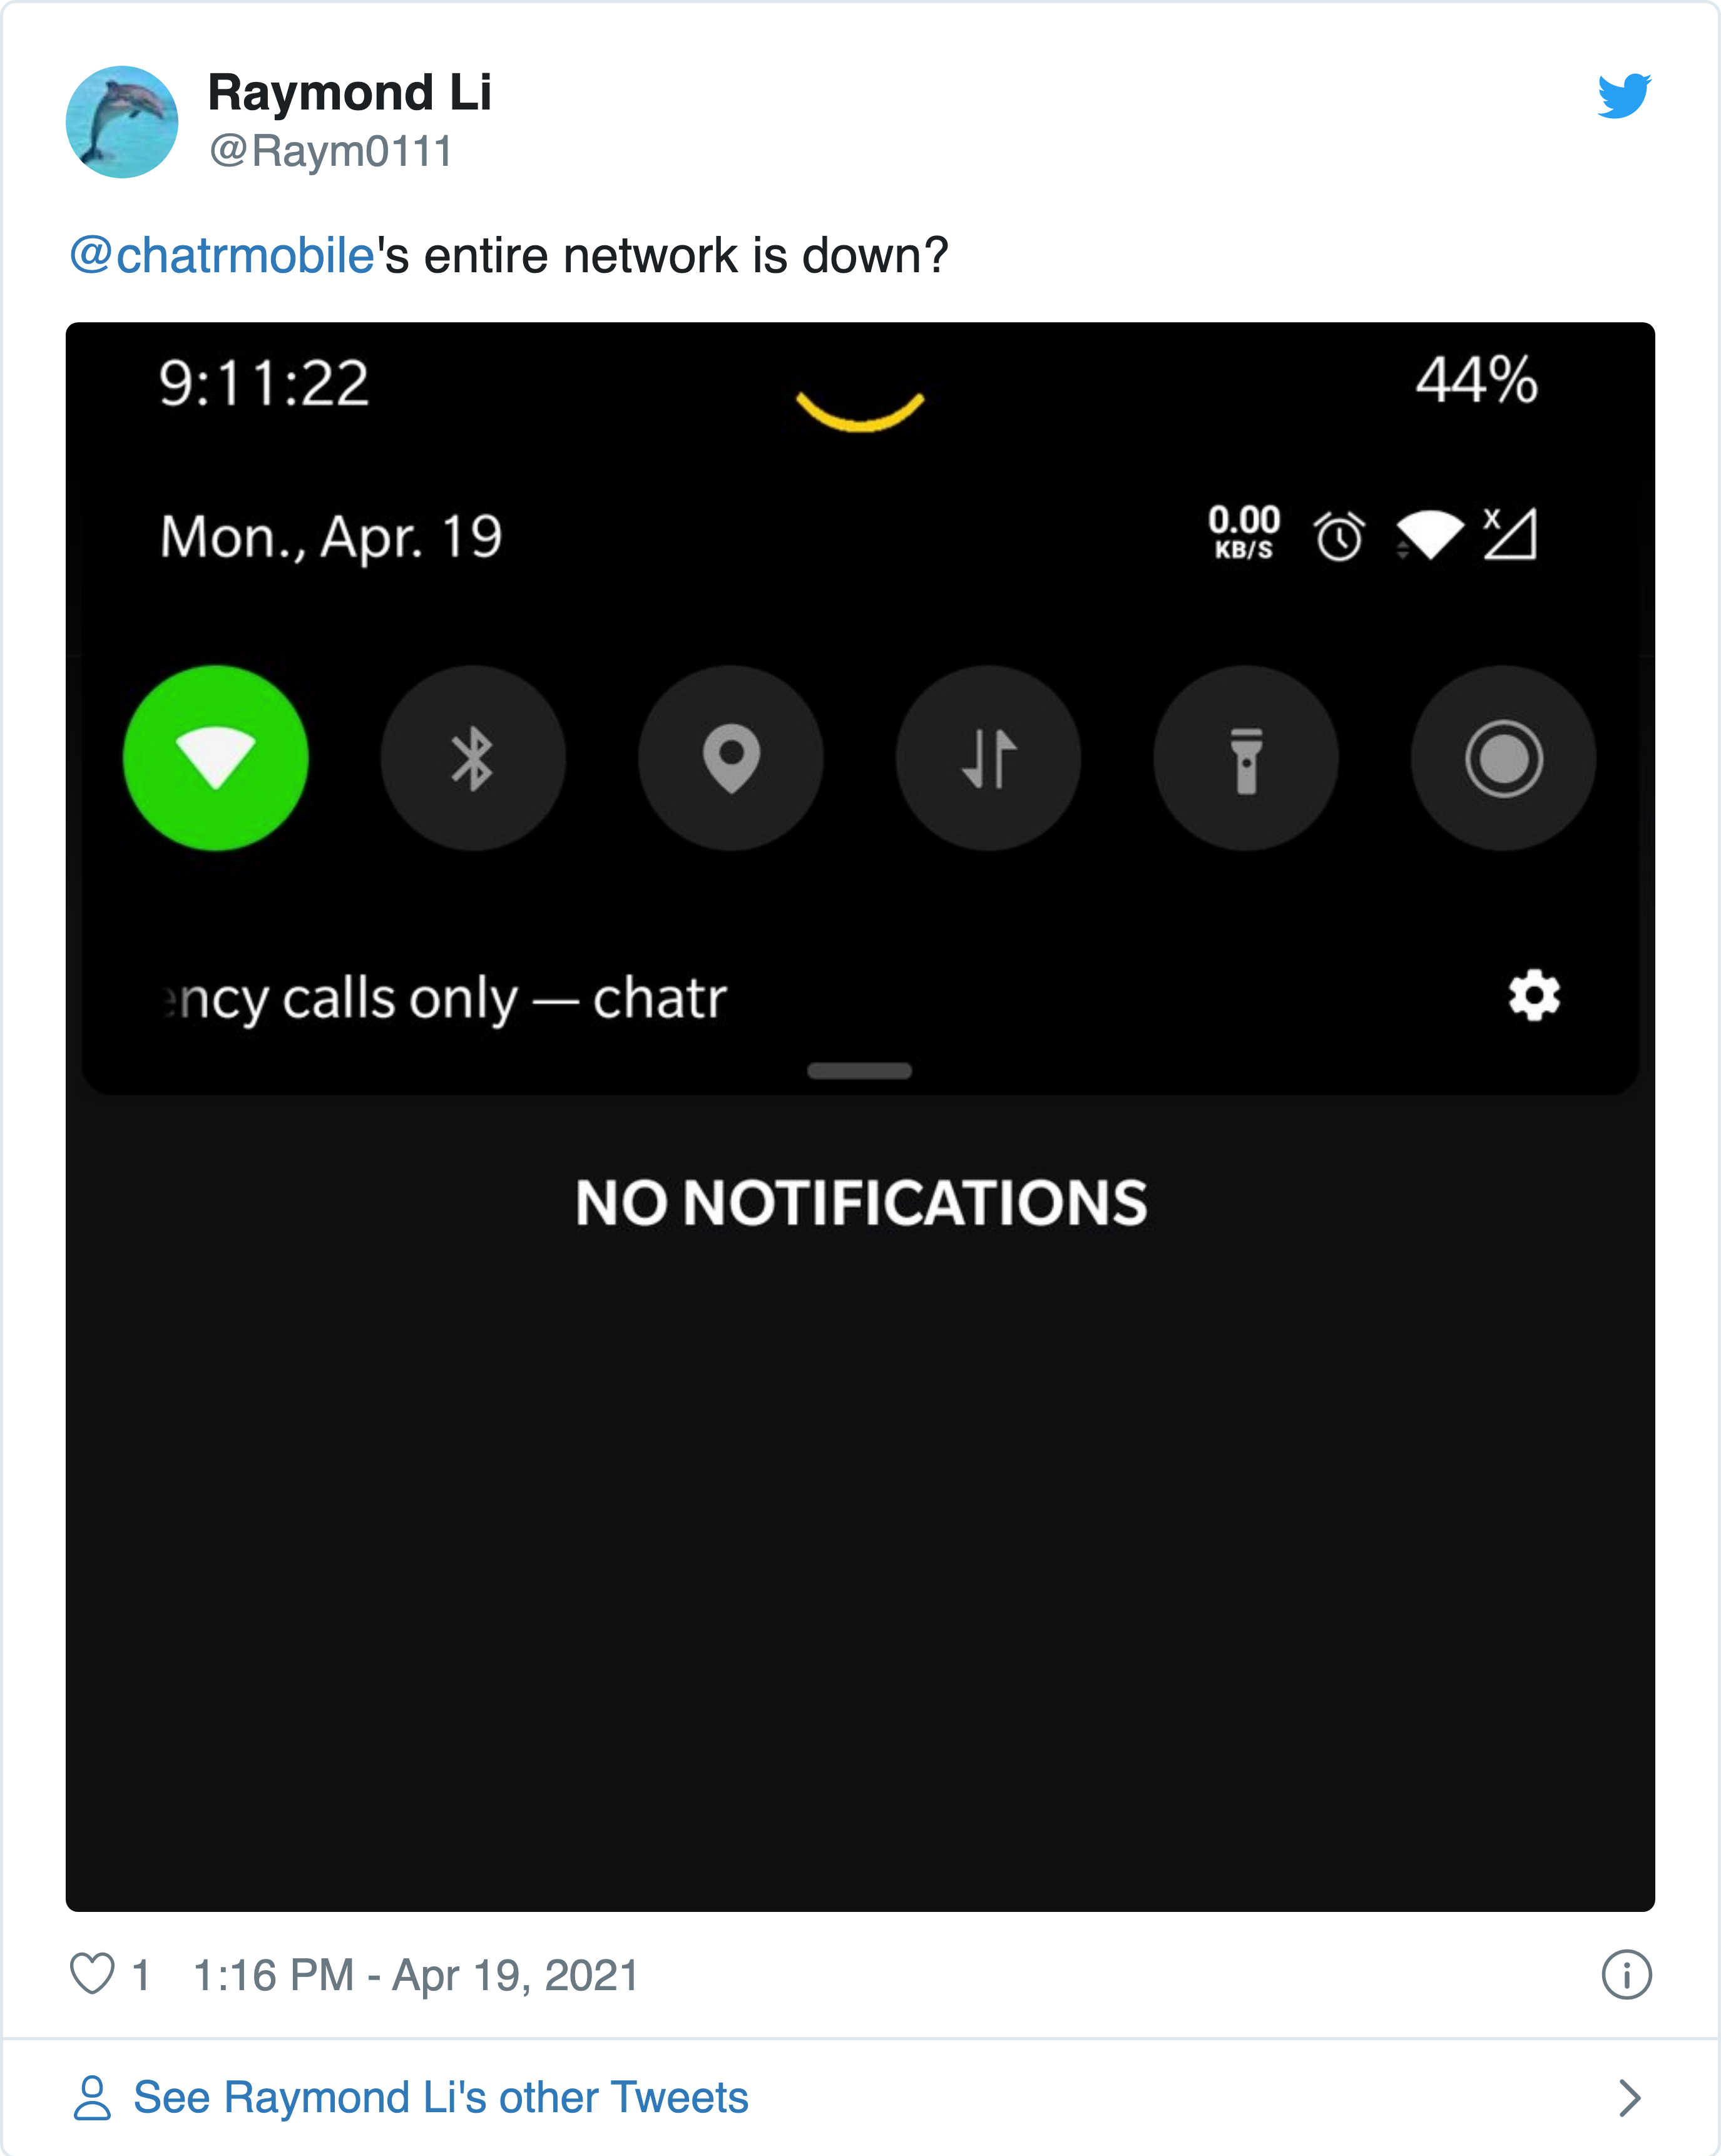 Raymond Li
@Raym0111
@chatrmobile's entire network is down?
9:11:22
44%
Mon., Apr. 19
0.00
KB/S
x
ency calls only — chatr
NO NOTIFICATIONS
1 1:16 PM - Apr 19, 2021
See Raymond Li's other Tweets